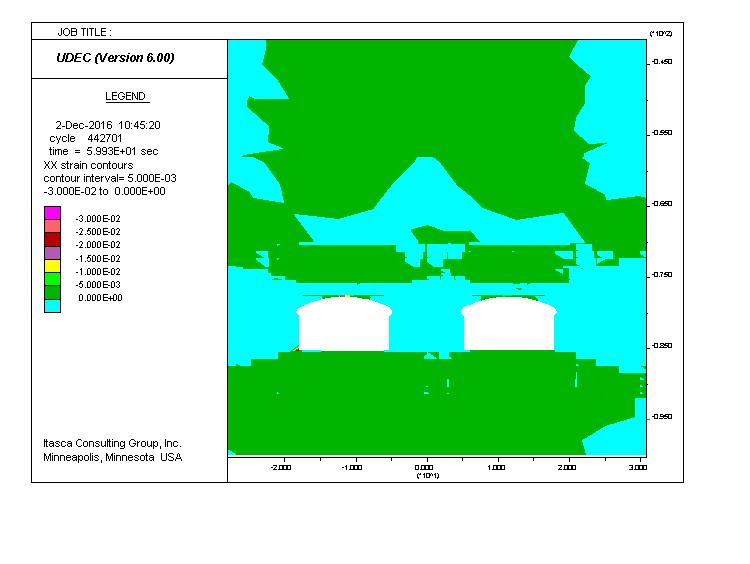 JOB TITLE :
UDEC (Version 6.00)
LEGEND
2-Dec-2016 10:45:20
cycle 442701
time = 5.993E+01 sec
XX strain contours
contour interval= 5.000E-03
-3.000E-02 to 0.000E+00
-3.000E-02
-2.500E-02
-2.000E-02
-1.500E-02
-1.000E-02
-5.000E-03
0.000E+00
Itasca Consulting Group, Inc.
Minneapolis, Minnesota USA
(*10^2)
-0.450
-0.550
-0.650
-0.750
-0.850
-0.950
-2.000 -1.000 0.000 1.000 2.000 3.000
(*10^1)